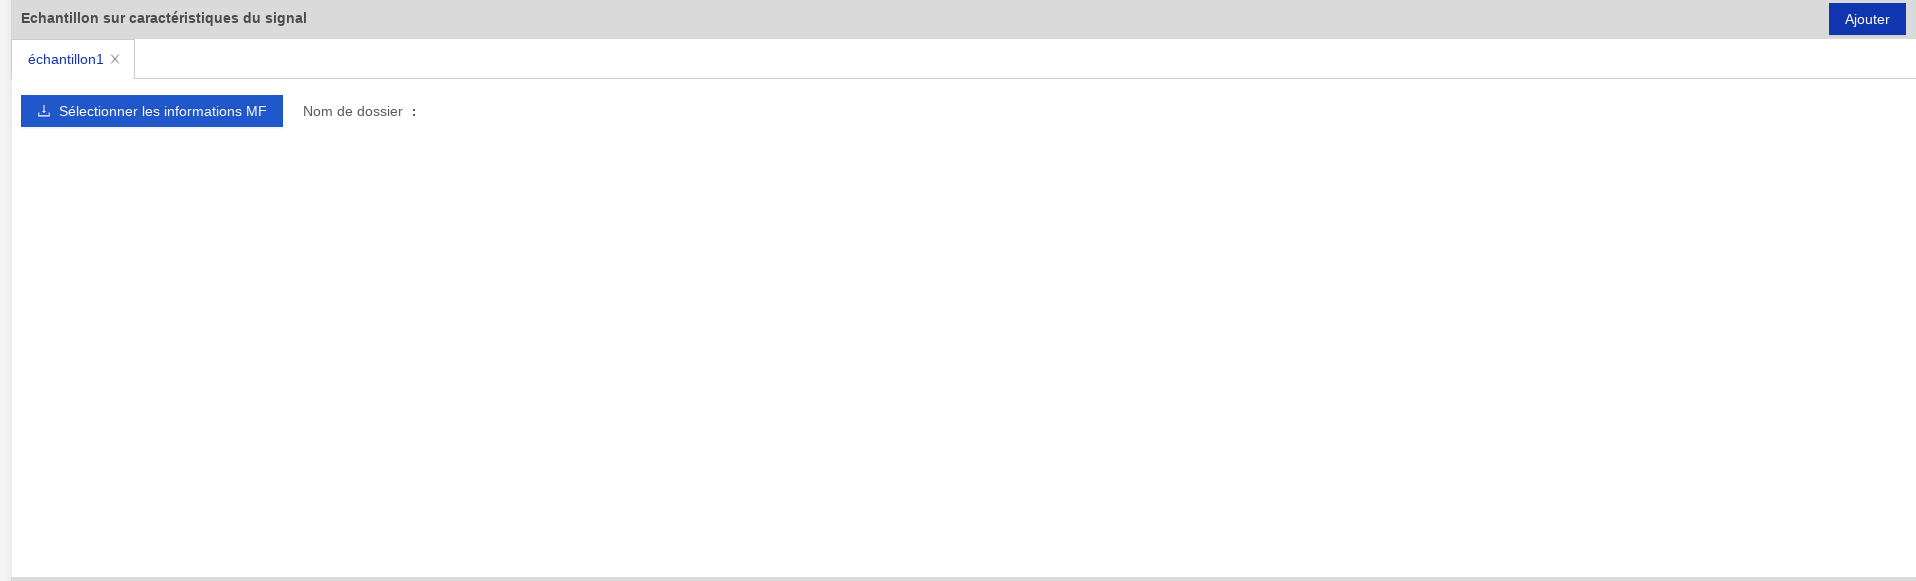 Echantillon sur caractéristiques du signal
Ajouter
échantillon1
Sélectionner les informations MF
Nom de dossier :